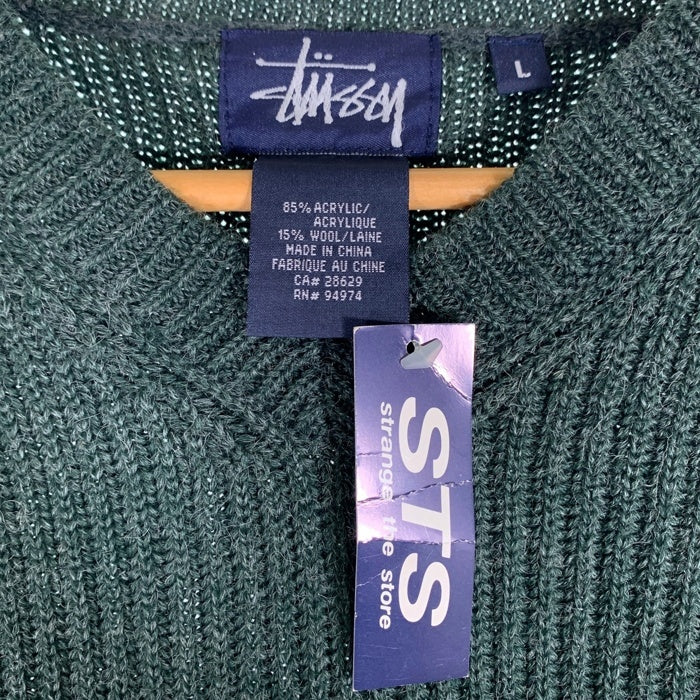 Stüssy
L
85% ACRYLIC/
ACRYLIQUE
15% WOOL/LAINE
MADE IN CHINA
FABRIQUE AU CHINE
CA# 28629
RN# 94974
STS
strange the store